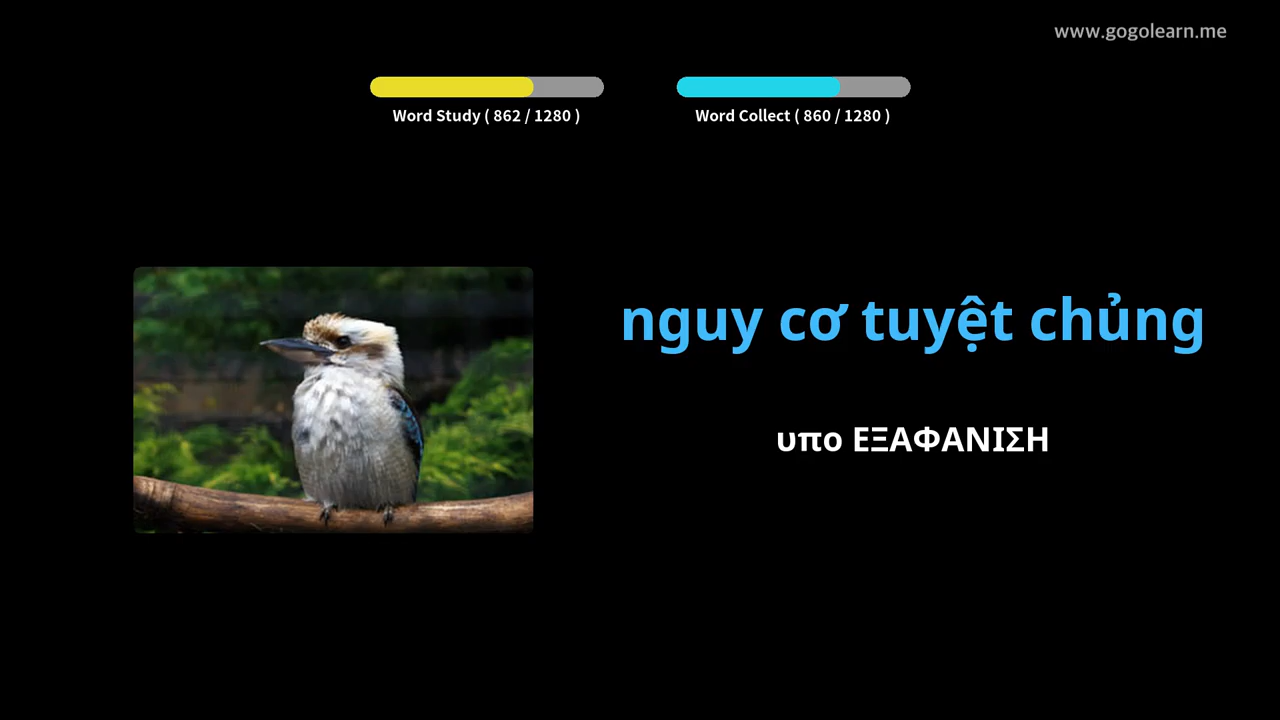 www.gogolearn.me
Word Study ( 862 / 1280 )
Word Collect ( 860 / 1280 )
nguy cơ tuyệt chủng
υπο ΕΞΑΦΑΝΙΣΗ